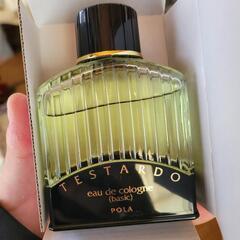 TESTARDO
eau de cologne
(basic)
POLA